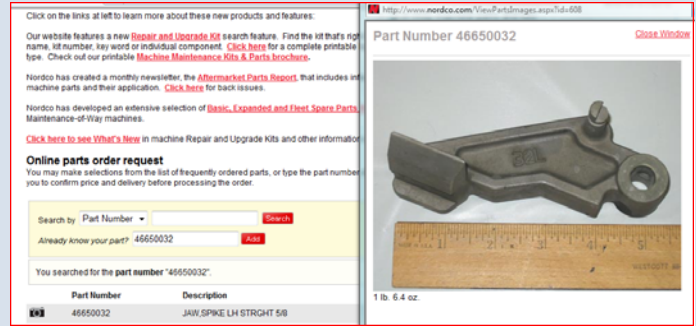 Click on the links at left to learn more about these new products and features:
Our website features a new Repair and Upgrade Kit search feature. Find the kit that's righ
name, kit number, key word or individual component. Click here for a complete printable
type. Check out our printable Machine Maintenance Kits & Parts brochure.
Nordco has created a monthly newsletter, the Aftermarket Parts Report, that includes inf
machine parts and their application. Click here for back issues.
Nordco has developed an extensive selection of Basic, Expanded and Fleet Spare Parts,
Maintenance-of-Way machines.
Click here to see What's New in machine Repair and Upgrade Kits and other information
Online parts order request
You may make selections from the list of frequently ordered parts, or type the part number
you to confirm price and delivery before processing the order.
Search by Part Number Search
Already know your part? 46650032 Add
You searched for the part number "46650032".
Part Number Description
46650032 JAW,SPIKE LH STRGHT 5/8
http://www.nordco.com/ViewPartsImages.aspx?id=608
Part Number 46650032 Close Window
1 2 3 4 5
1 lb. 6.4 oz.